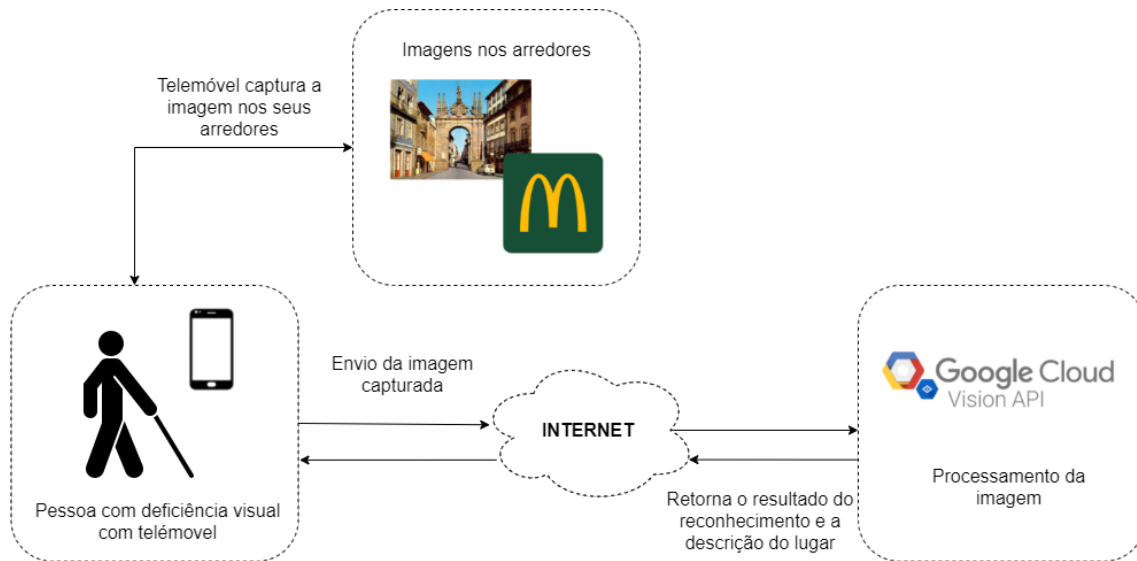 Imagens nos arredores
Telemóvel captura a
imagem nos seus
arredores
Envio da imagem
capturada
INTERNET
Google Cloud
Vision API
Processamento da
imagem
Pessoa com deficiência visual
com telémovel
Retorna o resultado do
reconhecimento e a
descrição do lugar